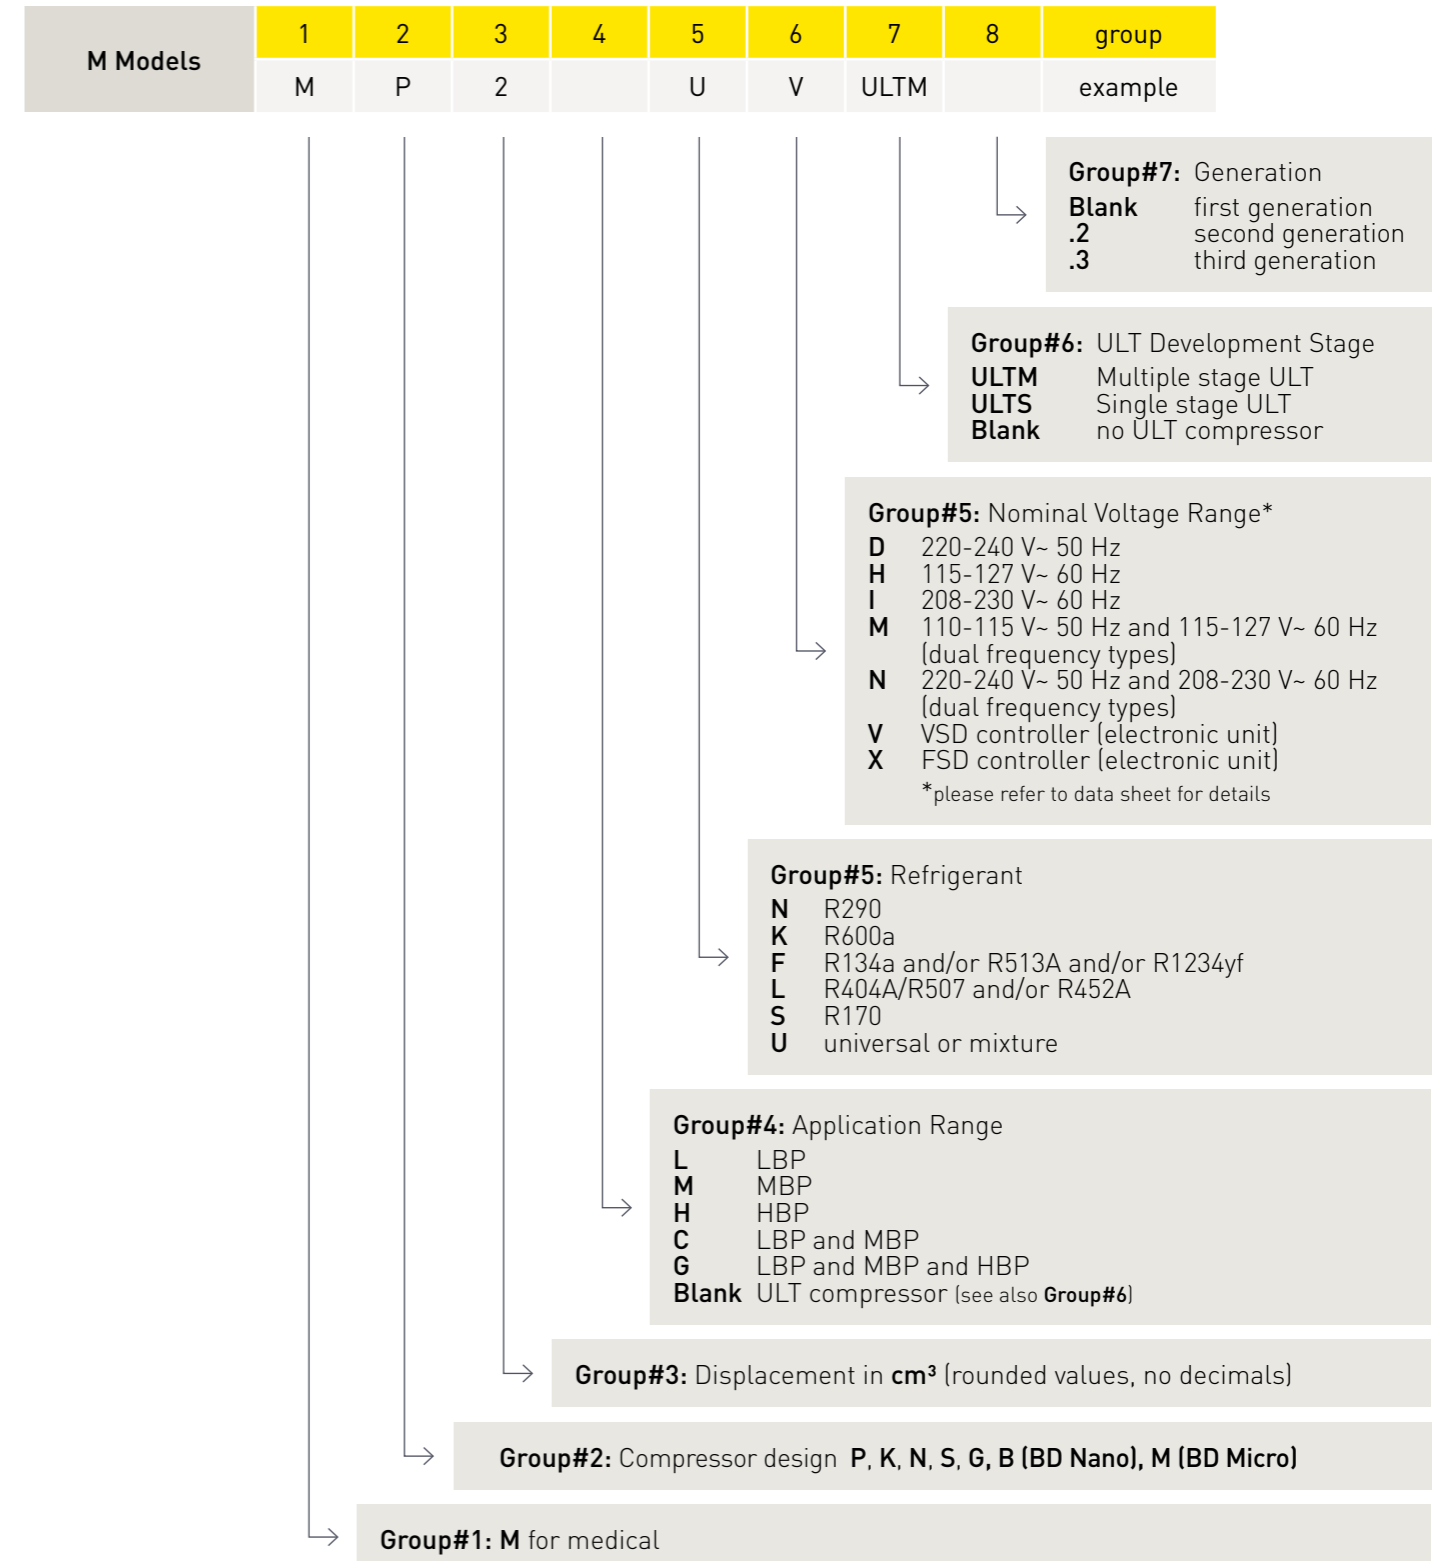 M Models
1 2 3 4 5 6 7 8 group
M P 2 U V ULTM example
Group#7: Generation
Blank first generation
.2 second generation
.3 third generation
Group#6: ULT Development Stage
ULTM Multiple stage ULT
ULTS Single stage ULT
Blank no ULT compressor
Group#5: Nominal Voltage Range*
D 220-240 V~ 50 Hz
H 115-127 V~ 60 Hz
I 208-230 V~ 60 Hz
M 110-115 V~ 50 Hz and 115-127 V~ 60 Hz
(dual frequency types)
N 220-240 V~ 50 Hz and 208-230 V~ 60 Hz
(dual frequency types)
V VSD controller (electronic unit)
X FSD controller (electronic unit)
*please refer to data sheet for details
Group#5: Refrigerant
N R290
K R600a
F R134a and/or R513A and/or R1234yf
L R404A/R507 and/or R452A
S R170
U universal or mixture
Group#4: Application Range
L LBP
M MBP
H HBP
C LBP and MBP
G LBP and MBP and HBP
Blank ULT compressor (see also Group#6)
Group#3: Displacement in cm³ (rounded values, no decimals)
Group#2: Compressor design P, K, N, S, G, B (BD Nano), M (BD Micro)
Group#1: M for medical